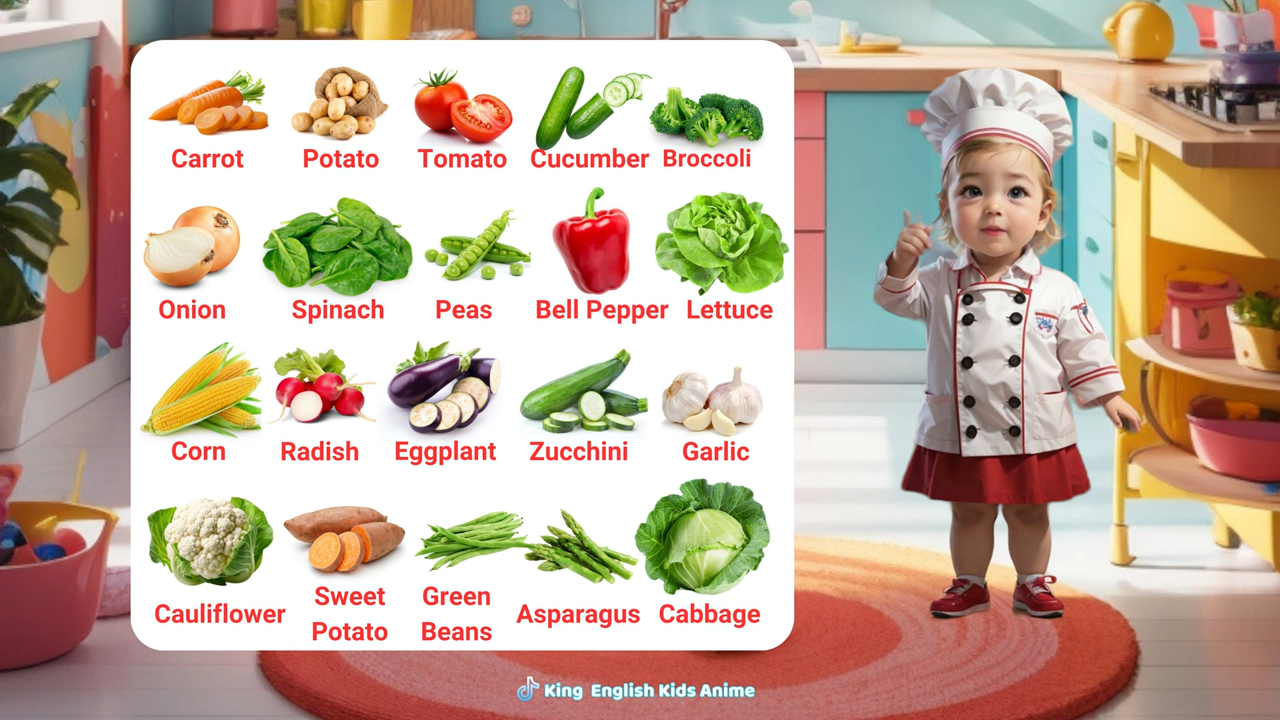 Carrot
Potato
Tomato
Cucumber
Broccoli
Onion
Spinach
Peas
Bell Pepper
Lettuce
Corn
Radish
Eggplant
Zucchini
Garlic
Cauliflower
Sweet
Potato
Green
Beans
Asparagus
Cabbage
King English Kids Anime